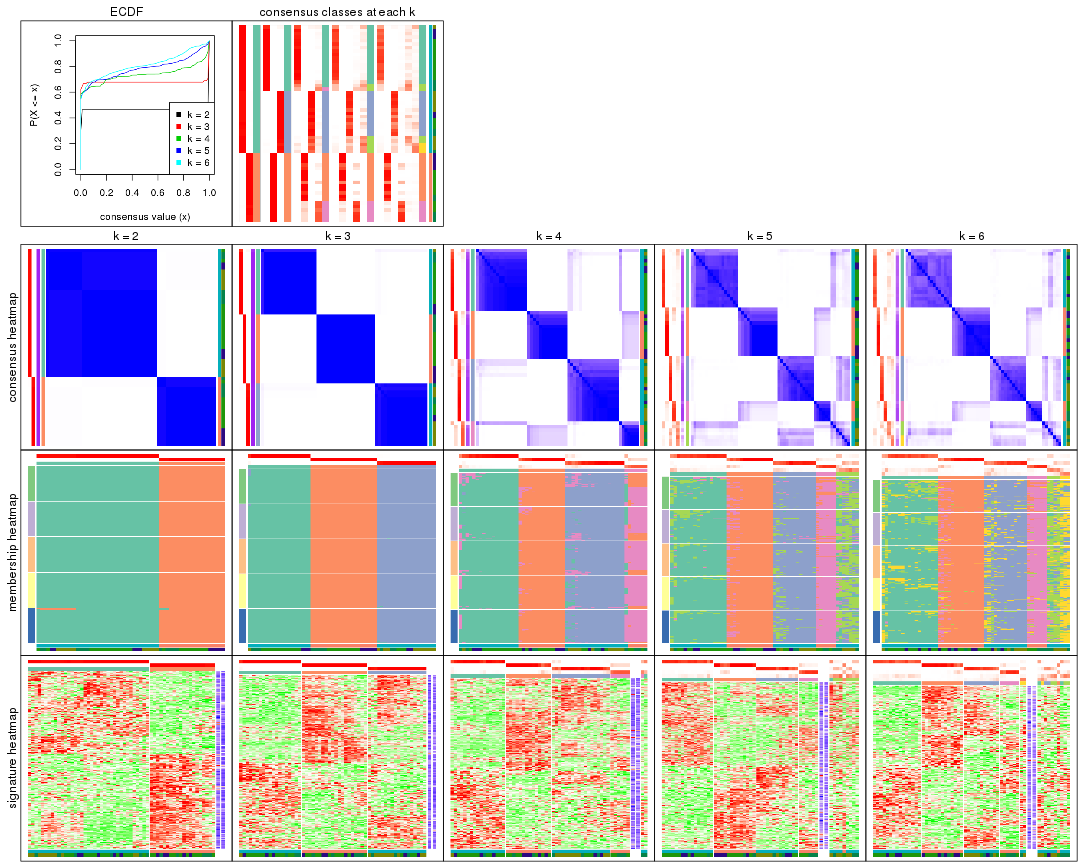 ECDF
consensus classes at each k
P(X <= x)
0.0 0.2 0.4 0.6 0.8 1.0
k = 2
k = 3
k = 4
k = 5
k = 6
0.0 0.2 0.4 0.6 0.8 1.0
consensus value (x)
k = 2 k = 3 k = 4 k = 5 k = 6
consensus heatmap
membership heatmap
signature heatmap